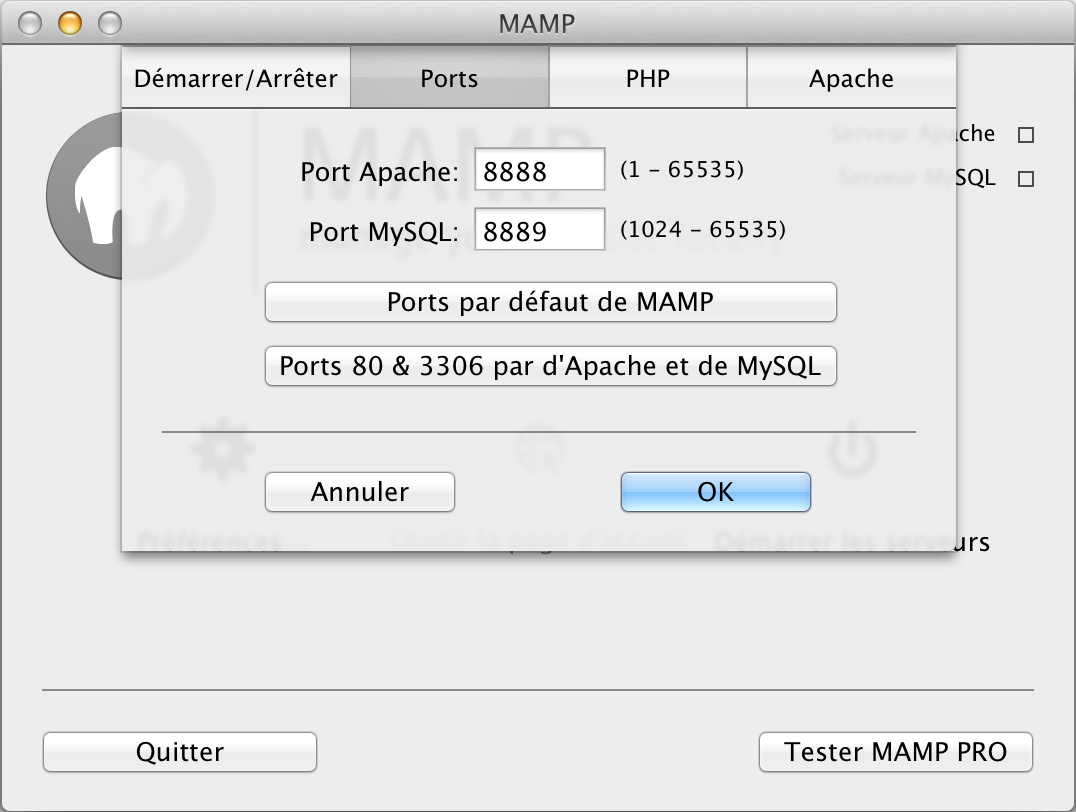 MAMP
Démarrer/Arrêter Ports PHP Apache
MAMP
Serveur Apache
Serveur MySQL
Port Apache: 8888 (1 - 65535)
Port MySQL: 8889 (1024 - 65535)
Ports par défaut de MAMP
Ports 80 & 3306 par d'Apache et de MySQL
Annuler OK
Préférences... Ouvrir la page d'accueil Démarrer les serveurs
Quitter Tester MAMP PRO